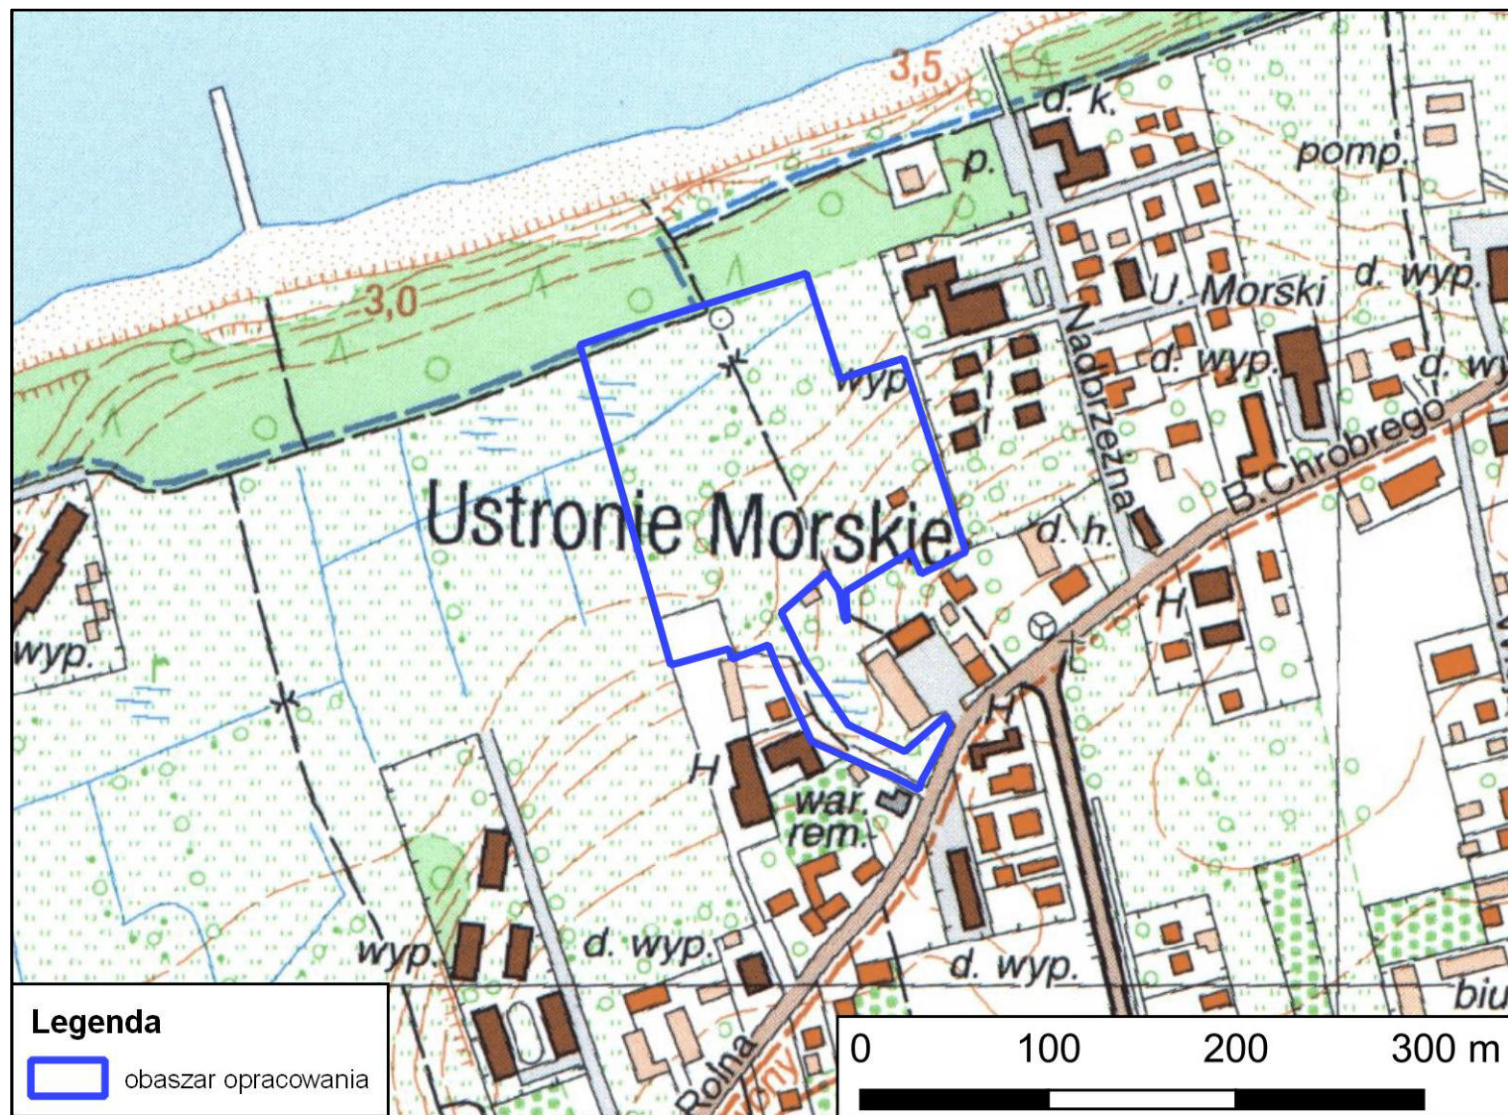 3,5
d. k.
p.
pomp.
3,0
U. Morski
d. wyp.
wyp.
Nadbrzeżna
d. wyp.
d. wy
B.Chrobrego
Ustronie Morskie
d. h.
H
wyp.
H
H
war.
rem.
wyp.
d. wyp.
d. wyp.
biu
Rolna
Legenda
obaszar opracowania
0 100 200 300 m